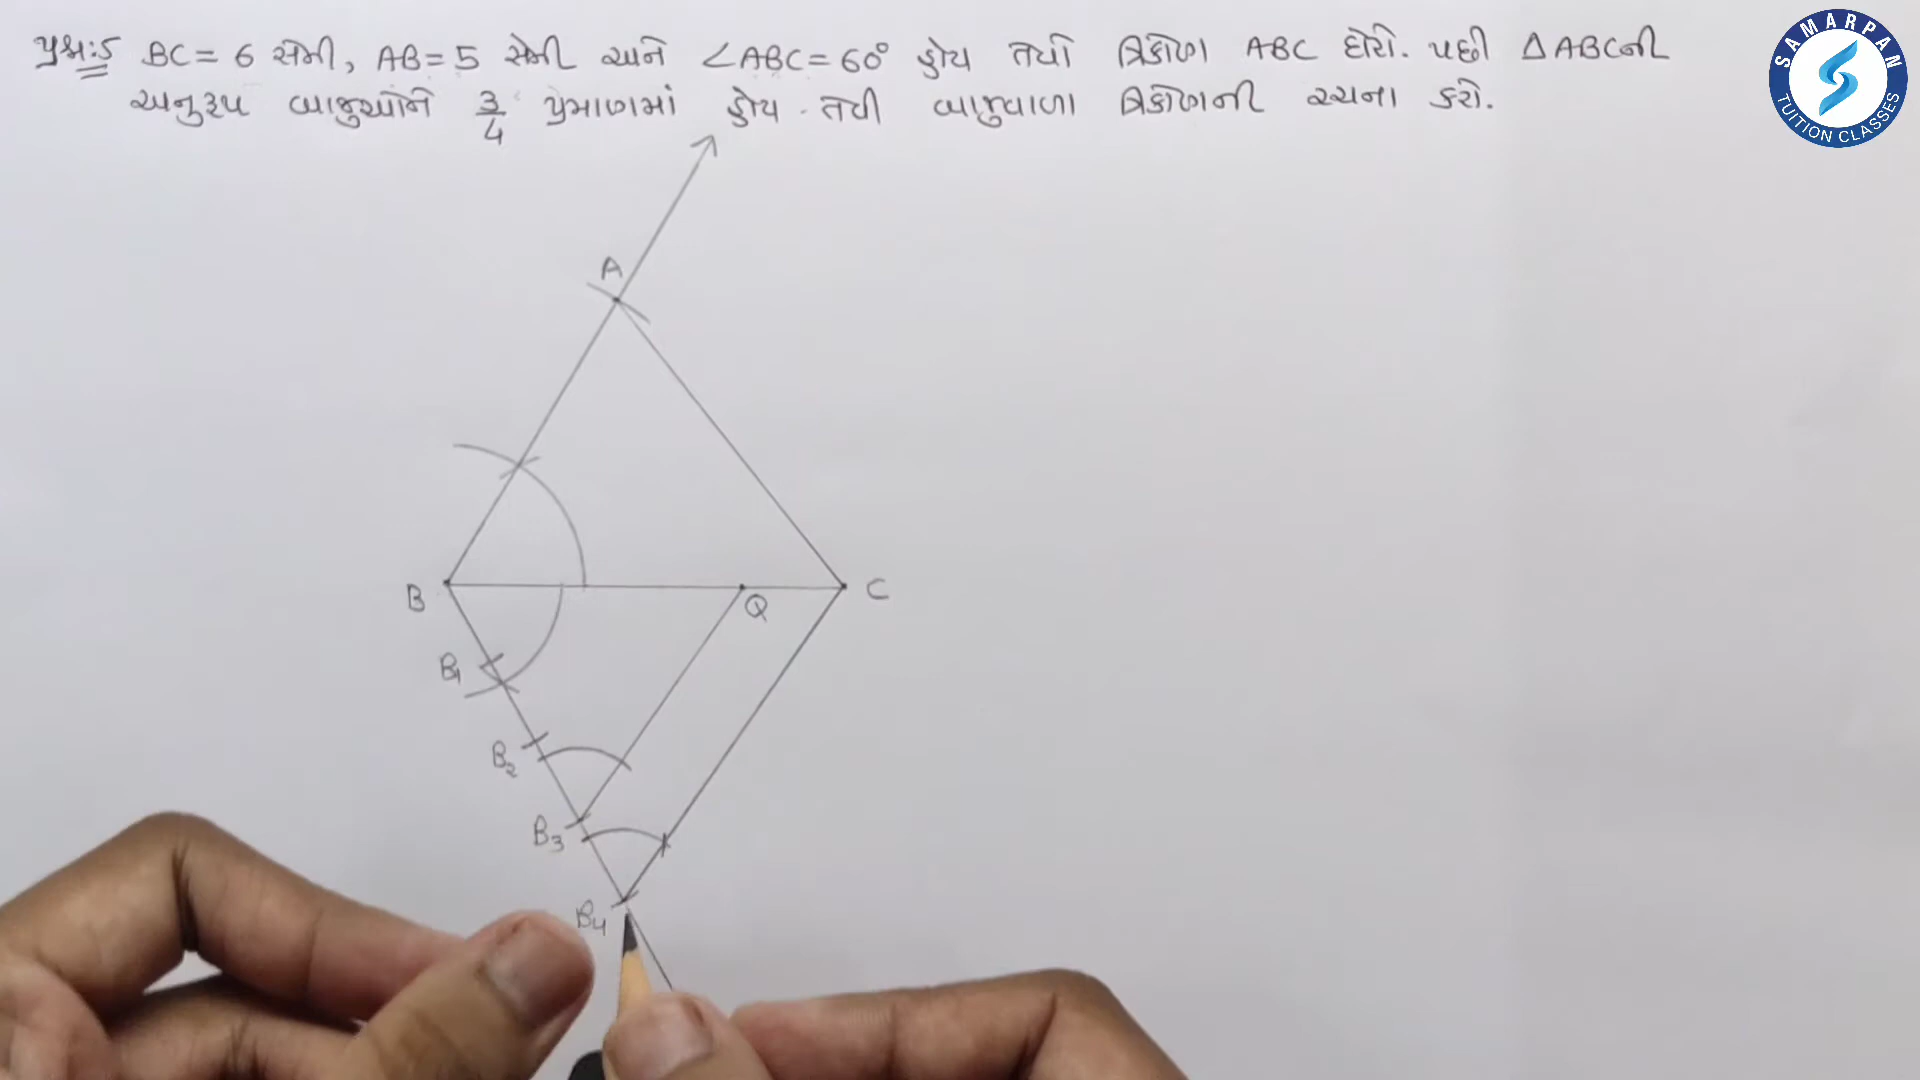 પ્રશ્ન:5 BC = 6 સેમી, AB = 5 સેમી અને ∠ABC = 60° હોય તેવો ત્રિકોણ ABC દોરો. પછી △ABCની
અનુરૂપ બાજુઓને 3/4 પ્રમાણમાં હોય તેવી બાજુવાળા ત્રિકોણની રચના કરો.
SAMARPAN
TUITION CLASSES
A
B
Q
C
B1
B2
B3
B4